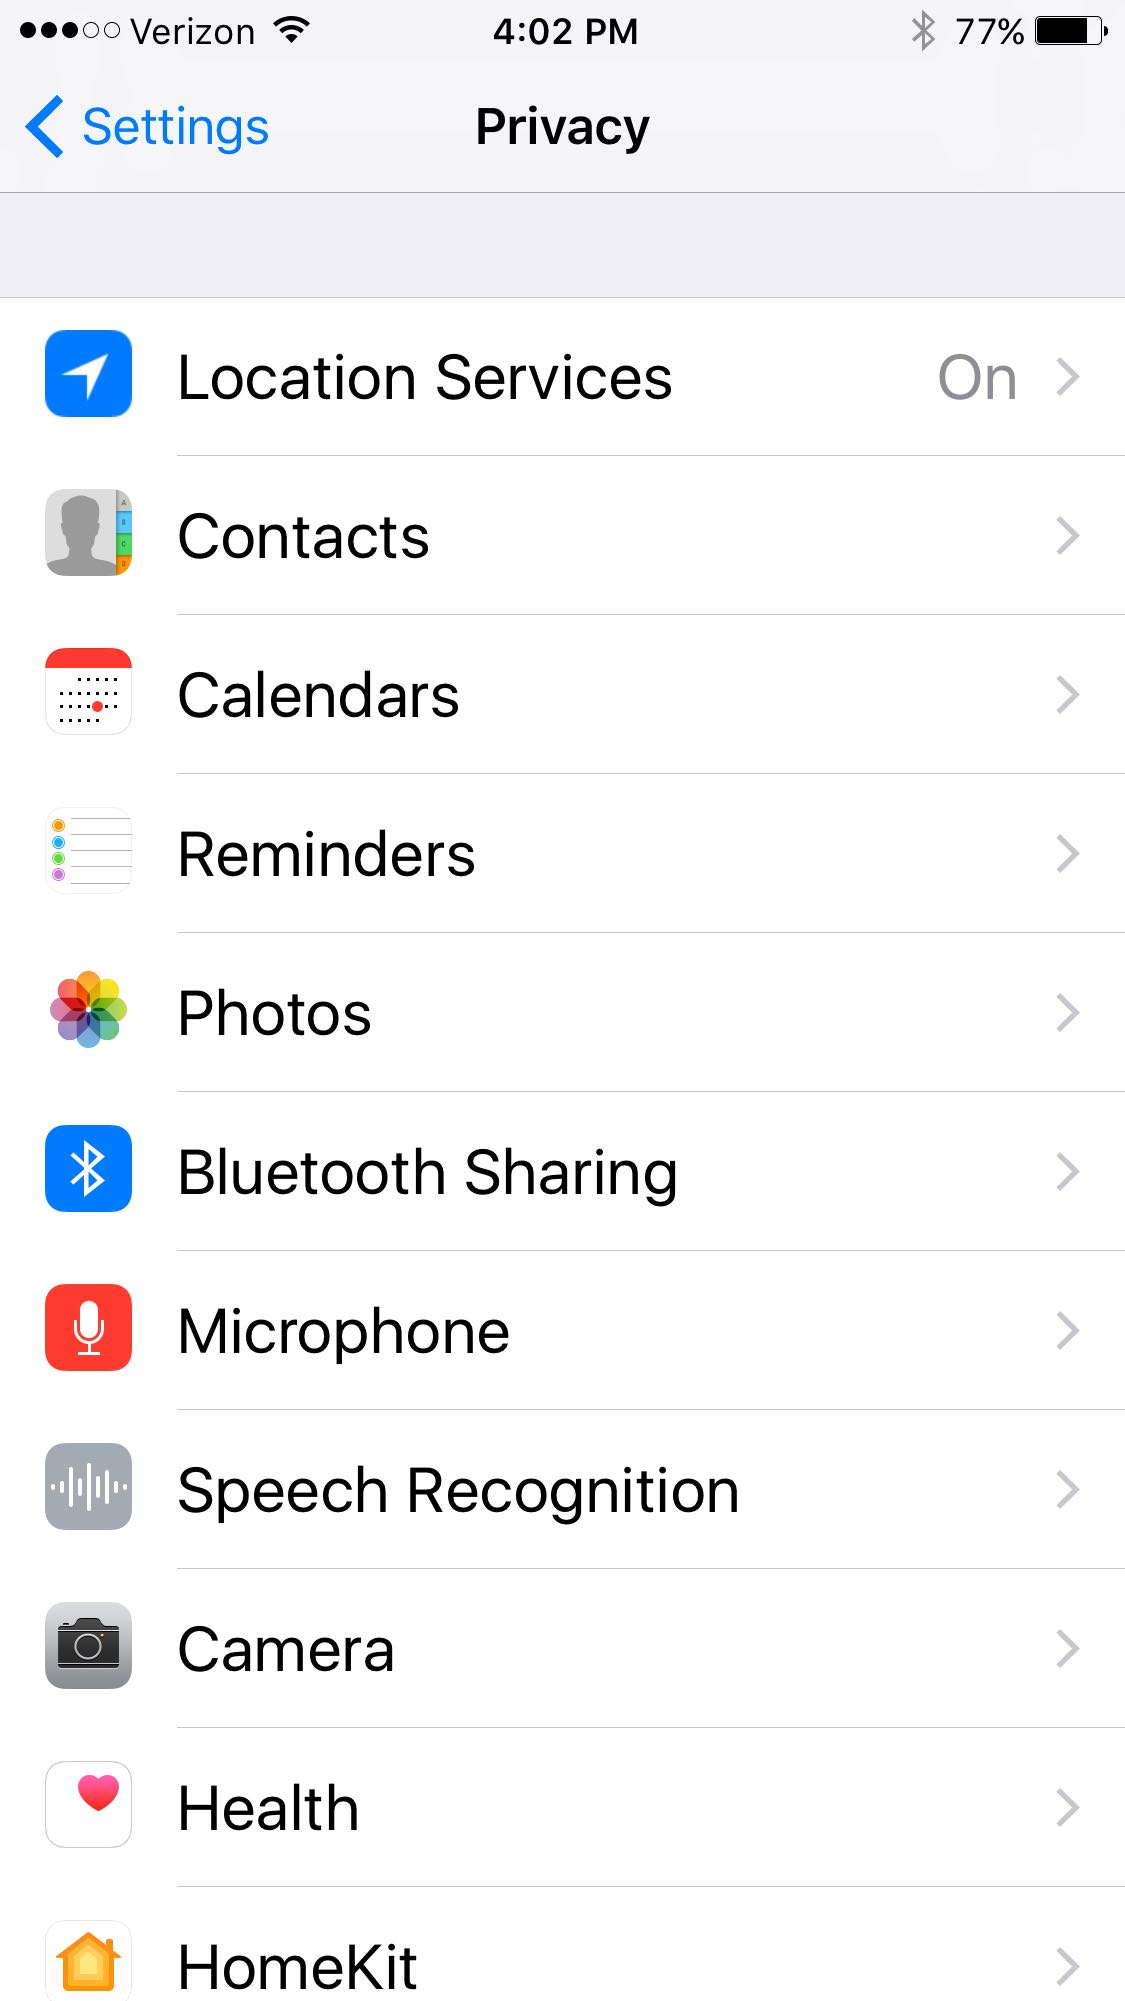 Verizon 4:02 PM 77%
Settings Privacy
Location Services On
Contacts
Calendars
Reminders
Photos
Bluetooth Sharing
Microphone
Speech Recognition
Camera
Health
HomeKit